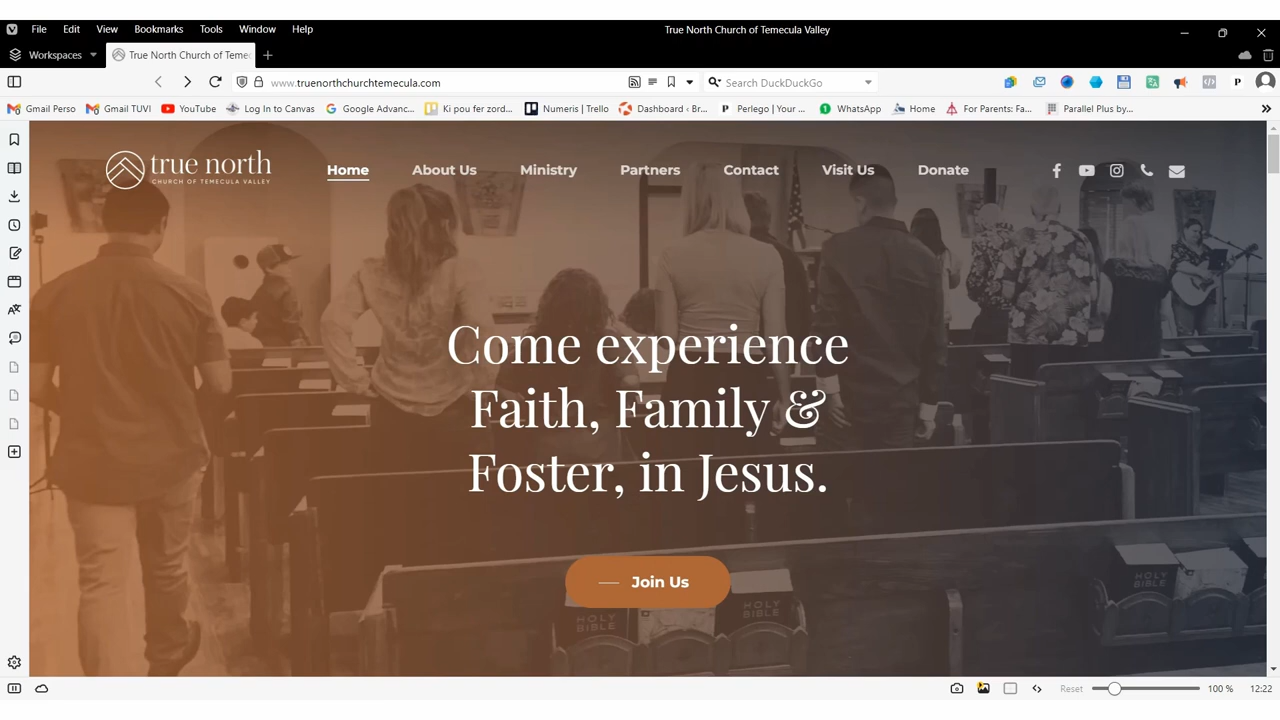 File Edit View Bookmarks Tools Window Help
True North Church of Temecula Valley
Workspaces
True North Church of Teme
www.truenorthchurchtemecula.com
Search DuckDuckGo
Gmail Perso
Gmail TUVI
YouTube
Log In to Canvas
Google Advanc...
Ki pou fer zord...
Numeris | Trello
Dashboard ‹ Br...
Perlego | Your ...
WhatsApp
Home
For Parents: Fa...
Parallel Plus by...
true north
CHURCH OF TEMECULA VALLEY
Home
About Us
Ministry
Partners
Contact
Visit Us
Donate
Come experience
Faith, Family &
Foster, in Jesus.
Join Us
HOLY
BIBLE
HOLY
BIBLE
HOLY
BIBLE
Reset
100 %
12:22